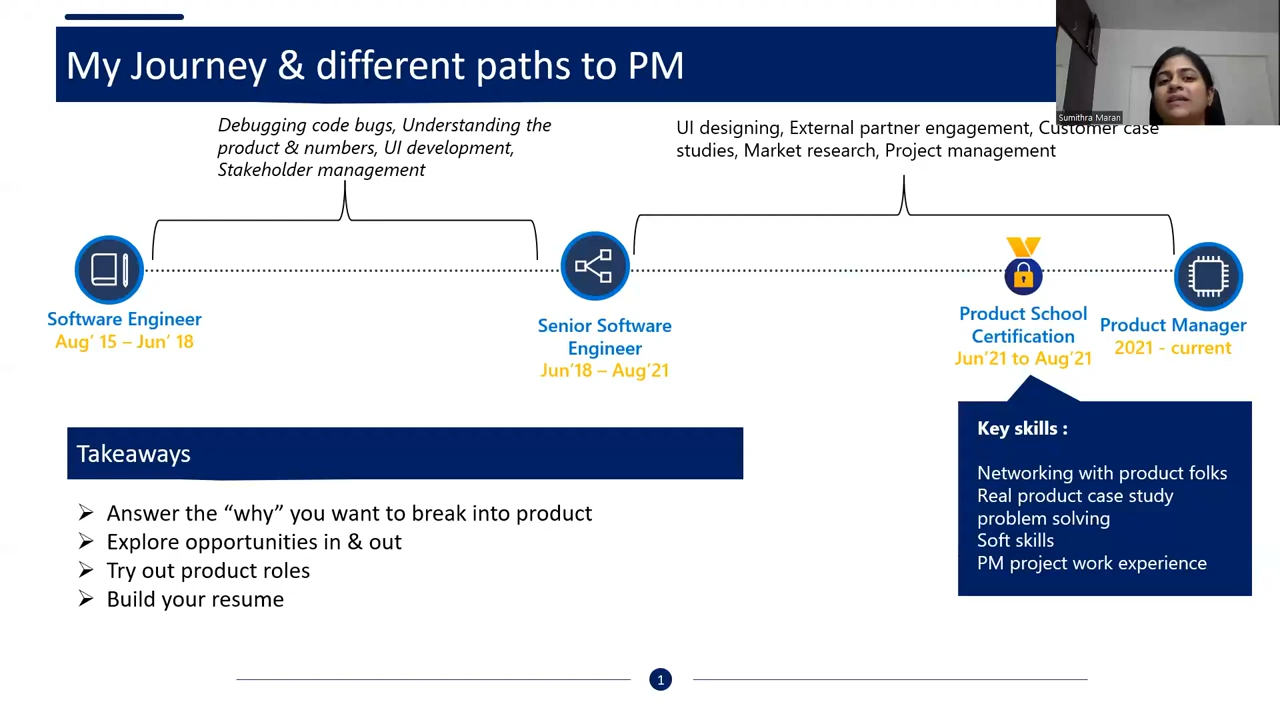 My Journey & different paths to PM
Sumithra Maran
Debugging code bugs, Understanding the
product & numbers, UI development,
Stakeholder management
UI designing, External partner engagement, Customer case
studies, Market research, Project management
Software Engineer
Aug’ 15 – Jun’ 18
Senior Software
Engineer
Jun’18 – Aug’21
Product School
Certification
Jun’21 to Aug’21
Product Manager
2021 - current
Key skills :
Networking with product folks
Real product case study
problem solving
Soft skills
PM project work experience
Takeaways
Answer the “why” you want to break into product
Explore opportunities in & out
Try out product roles
Build your resume
1